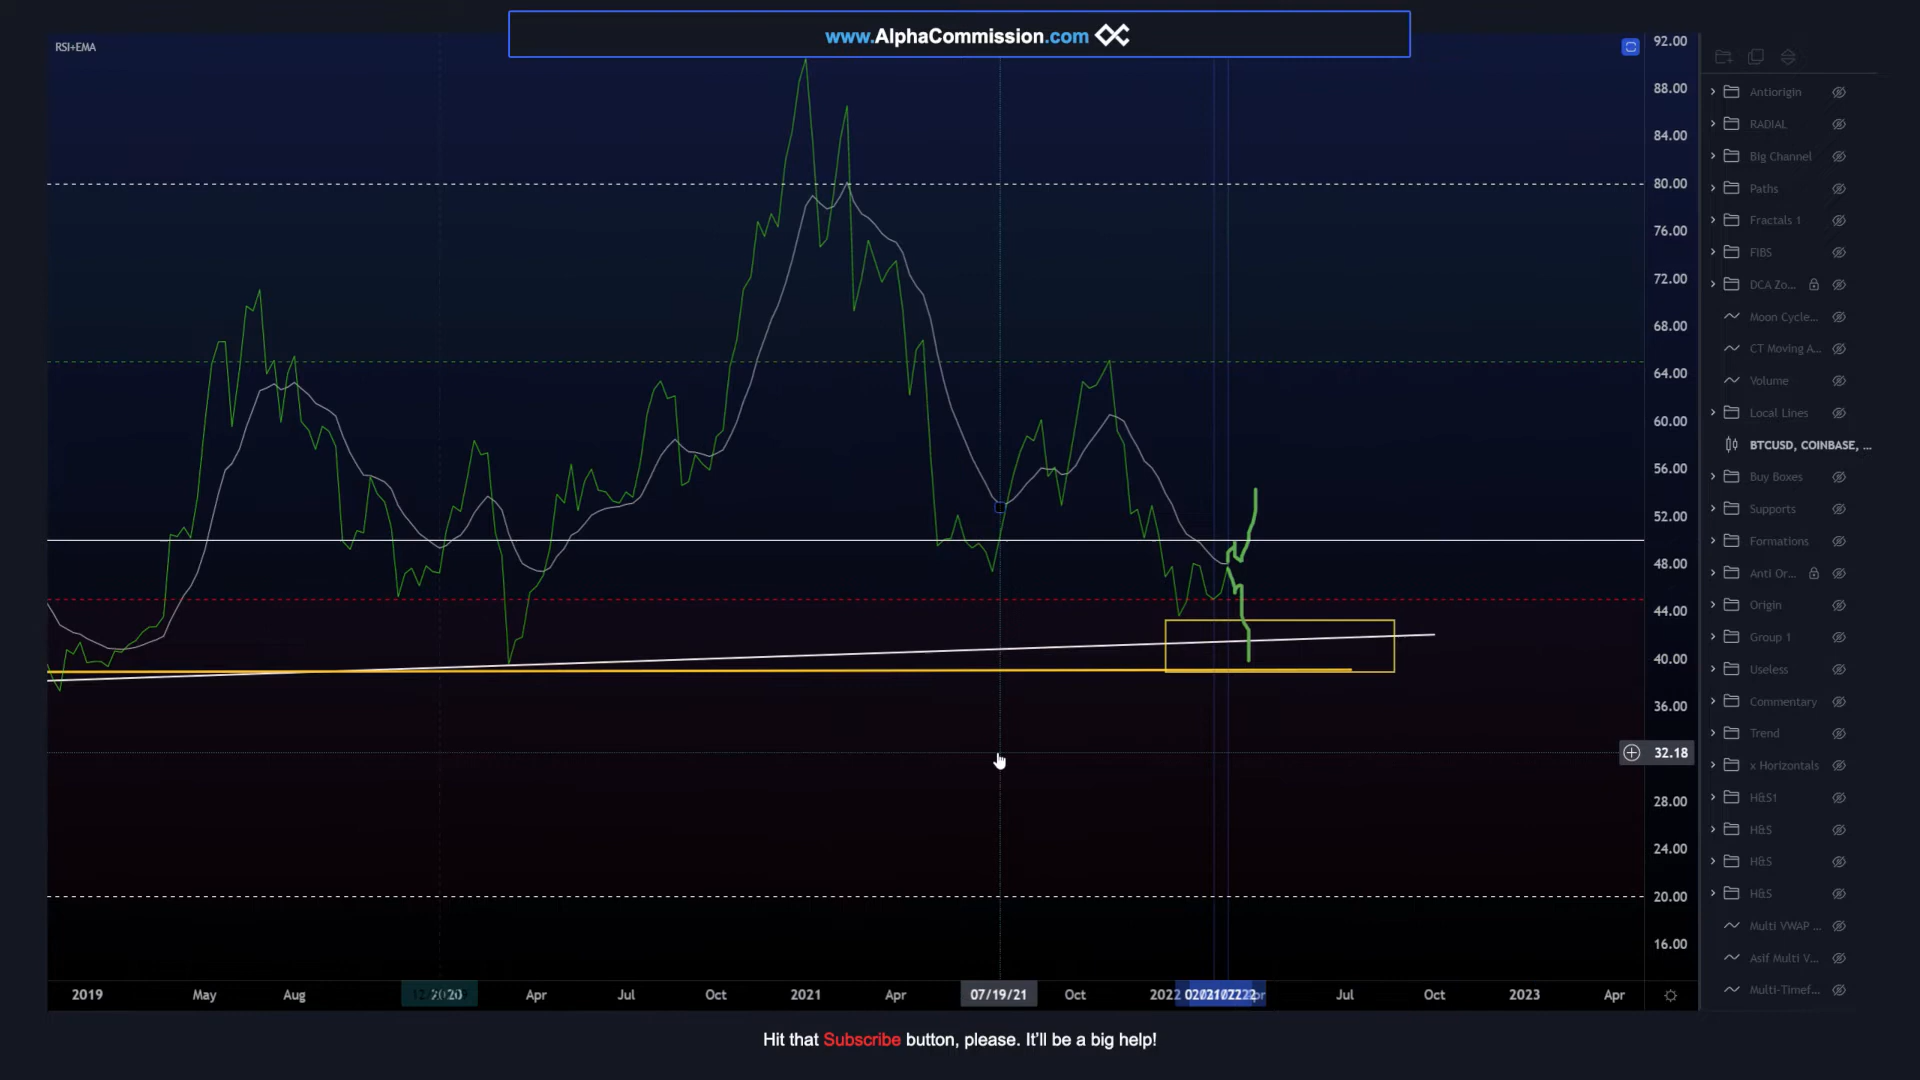 www.AlphaCommission.com
RSI+EMA
92.00
88.00
84.00
80.00
76.00
72.00
68.00
64.00
60.00
56.00
52.00
48.00
44.00
40.00
36.00
32.18
28.00
24.00
20.00
16.00
Antiorigin
RADIAL
Big Channel
Paths
Fractals 1
FIBS
DCA Zo...
Moon Cycle...
CT Moving A...
Volume
Local Lines
BTCUSD, COINBASE, ...
Buy Boxes
Supports
Formations
Anti Or...
Origin
Group 1
Useless
Commentary
Trend
x Horizontals
H&S1
H&S
H&S
H&S
Multi VWAP ...
Asif Multi V...
Multi-Timef...
2019 May Aug 2020 Apr Jul Oct 2021 Apr 07/19/21 Oct 2022 Jul Oct 2023 Apr
Hit that Subscribe button, please. It'll be a big help!